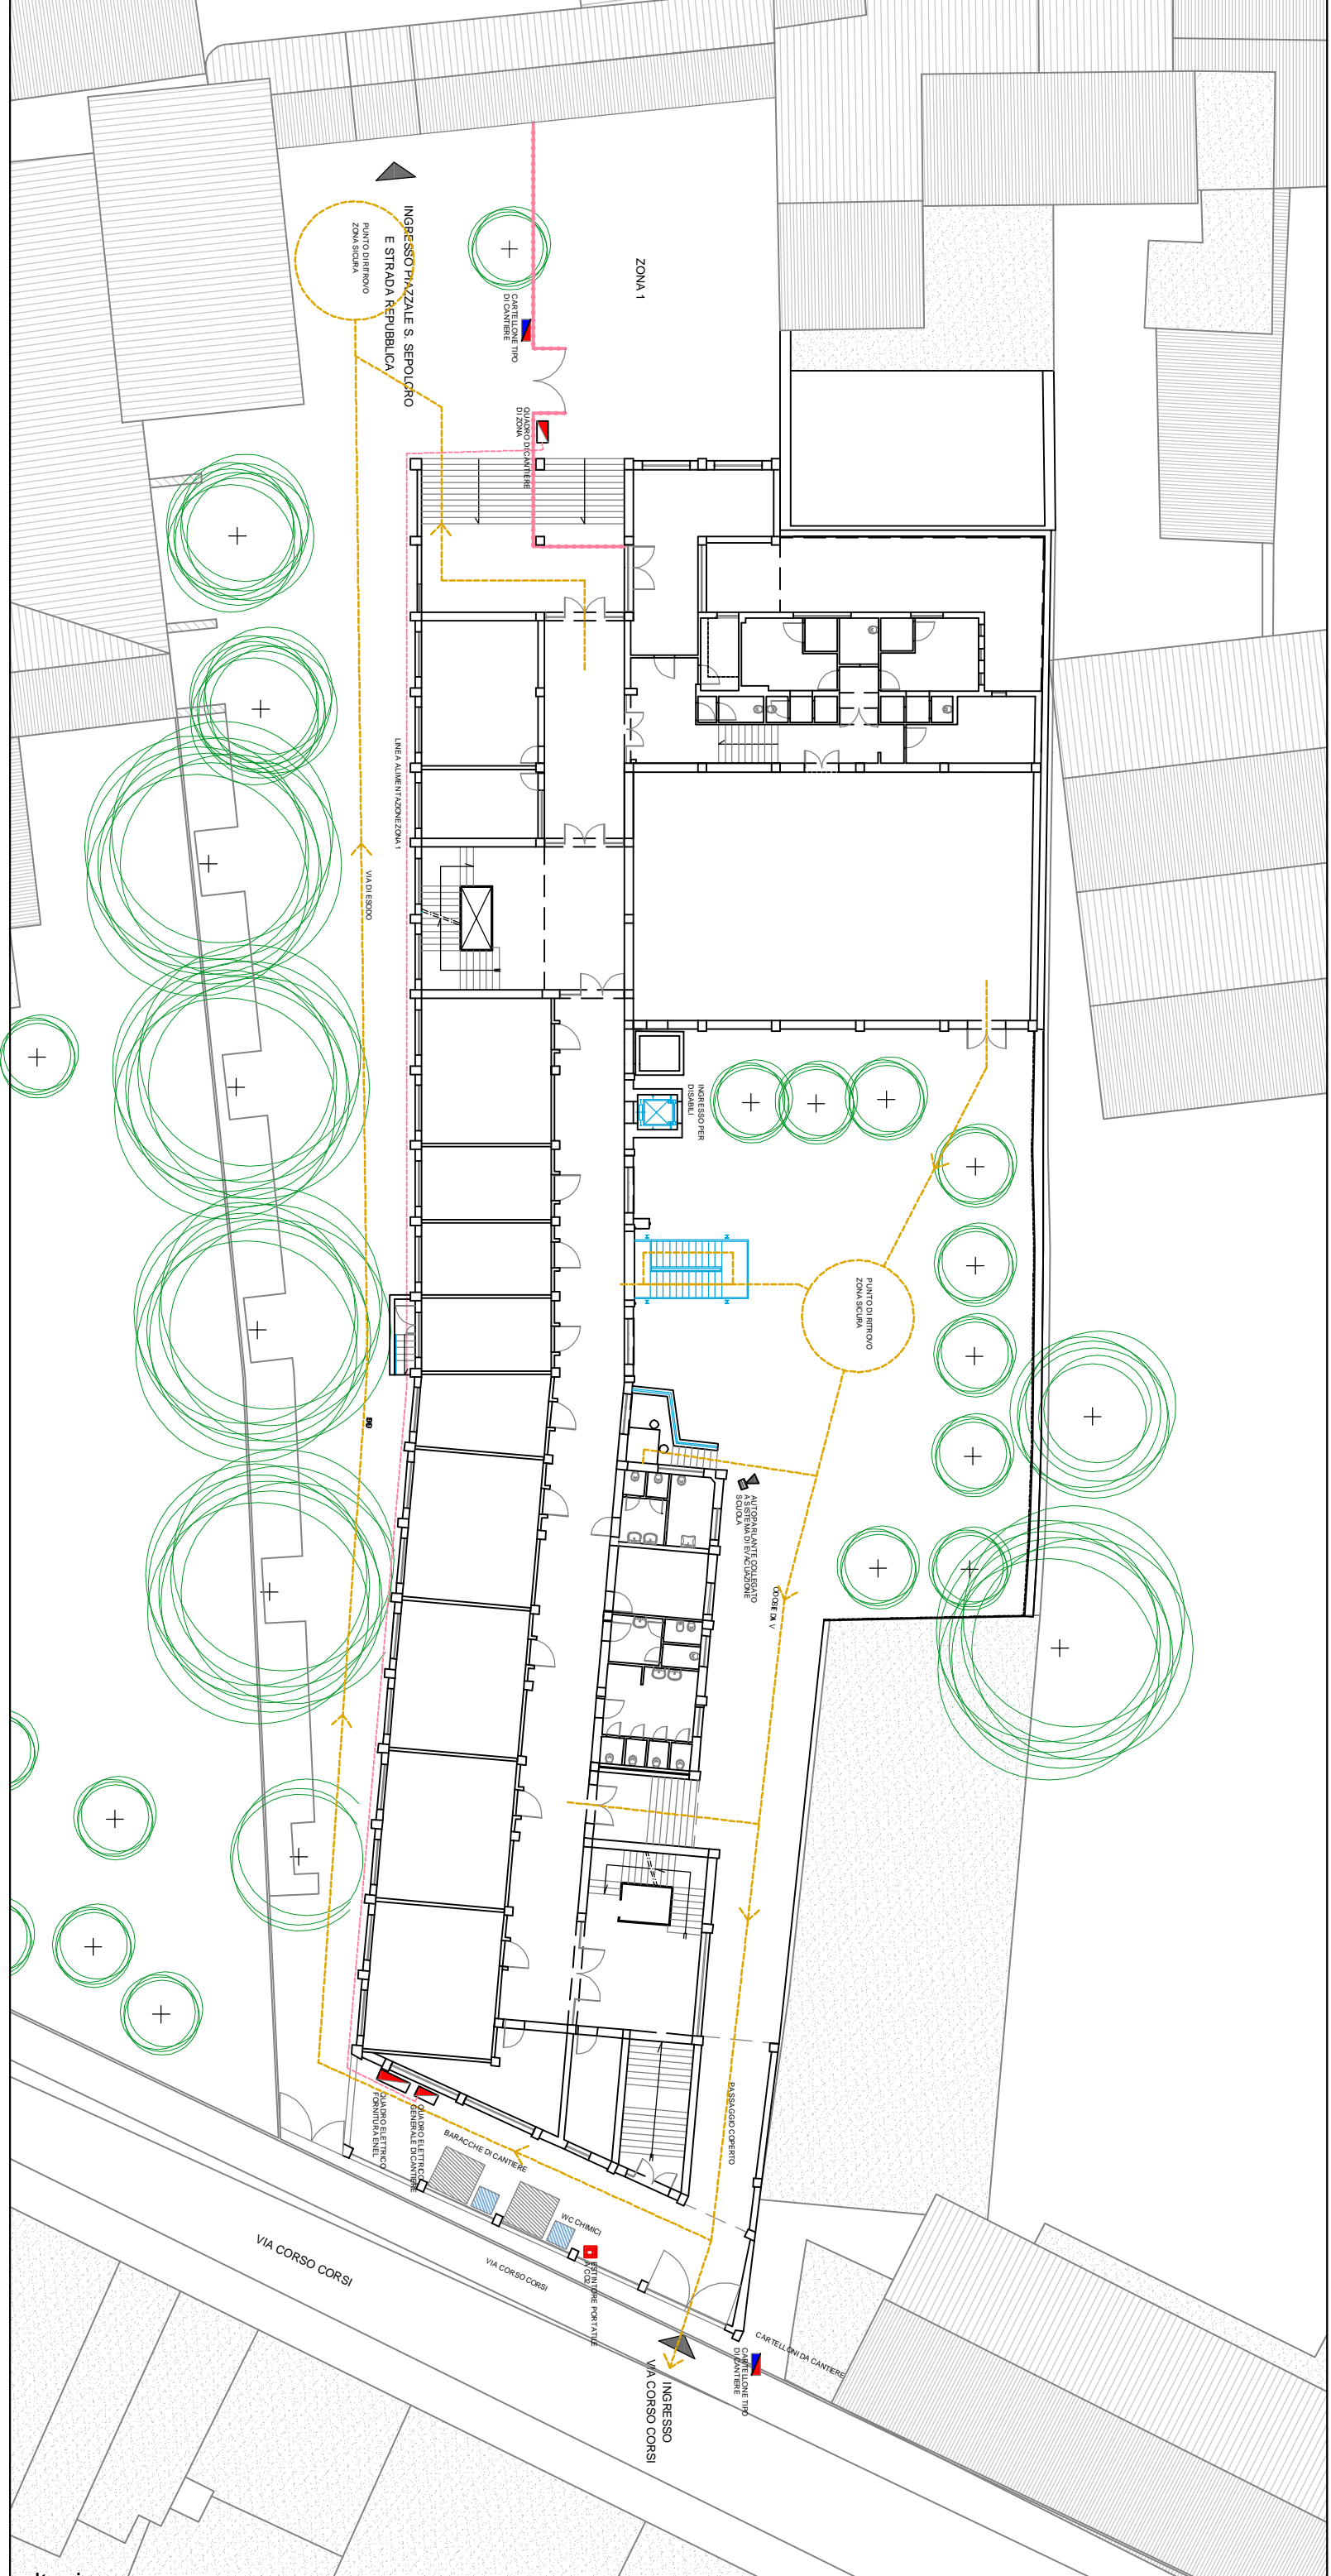 INGRESSO PIAZZALE S. SEPOLCRO
E STRADA REPUBBLICA
PUNTO DI RITROVO
ZONA SICURA
ZONA 1
CARTELLONE TIPO
DI CANTIERE
QUADRO DI CANTIERE
DI ZONA
LINEA ALIMENTAZIONE ZONA 1
VIA DI ESODO
INGRESSO PER
DISABILI
PUNTO DI RITROVO
ZONA SICURA
AUTOPARLANTE COLLEGATO
A SISTEMA DI EVACUAZIONE
SCUOLA
PASSAGGIO COPERTO
QUADRO ELETTRICO
FORNITURA ENEL
QUADRO ELETTRICO
GENERALE DI CANTIERE
BARACCHE DI CANTIERE
WC CHIMICI
ESTINTORE PORTATILE
A CO2
VIA CORSO CORSI
VIA CORSO CORSI
CARTELLONI DA CANTIERE
CARTELLONE TIPO
DI CANTIERE
INGRESSO
VIA CORSO CORSI